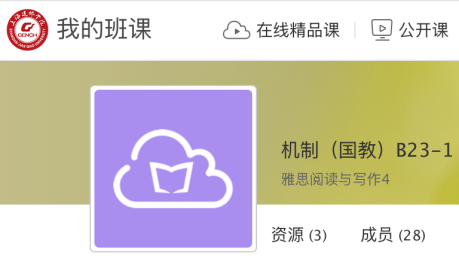 我的班课
在线精品课
公开课
机制（国教）B23-1
雅思阅读与写作4
资源 (3)
成员 (28)